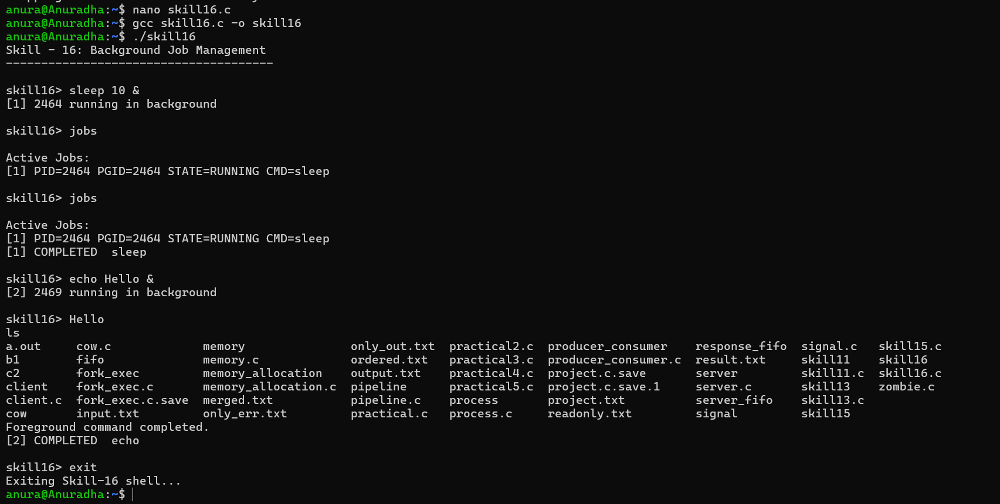 anura@Anuradha:~$ nano skill16.c
anura@Anuradha:~$ gcc skill16.c -o skill16
anura@Anuradha:~$ ./skill16
Skill - 16: Background Job Management
--------------------------------------
skill16> sleep 10 &
[1] 2464 running in background
skill16> jobs
Active Jobs:
[1] PID=2464 PGID=2464 STATE=RUNNING CMD=sleep
skill16> jobs
Active Jobs:
[1] PID=2464 PGID=2464 STATE=RUNNING CMD=sleep
[1] COMPLETED  sleep
skill16> echo Hello &
[2] 2469 running in background
skill16> Hello
ls
a.out     cow.c             memory               only_out.txt  practical2.c  producer_consumer    response_fifo  signal.c   skill15.c
b1        fifo              memory.c             ordered.txt   practical3.c  producer_consumer.c  result.txt     skill11    skill16
c2        fork_exec         memory_allocation    output.txt    practical4.c  project.c.save       server         skill11.c  skill16.c
client    fork_exec.c       memory_allocation.c  pipeline      practical5.c  project.c.save.1     server.c       skill13    zombie.c
client.c  fork_exec.c.save  merged.txt           pipeline.c    process       project.txt          server_fifo    skill13.c
cow       input.txt         only_err.txt         practical.c   process.c     readonly.txt         signal         skill15
Foreground command completed.
[2] COMPLETED  echo
skill16> exit
Exiting Skill-16 shell...
anura@Anuradha:~$